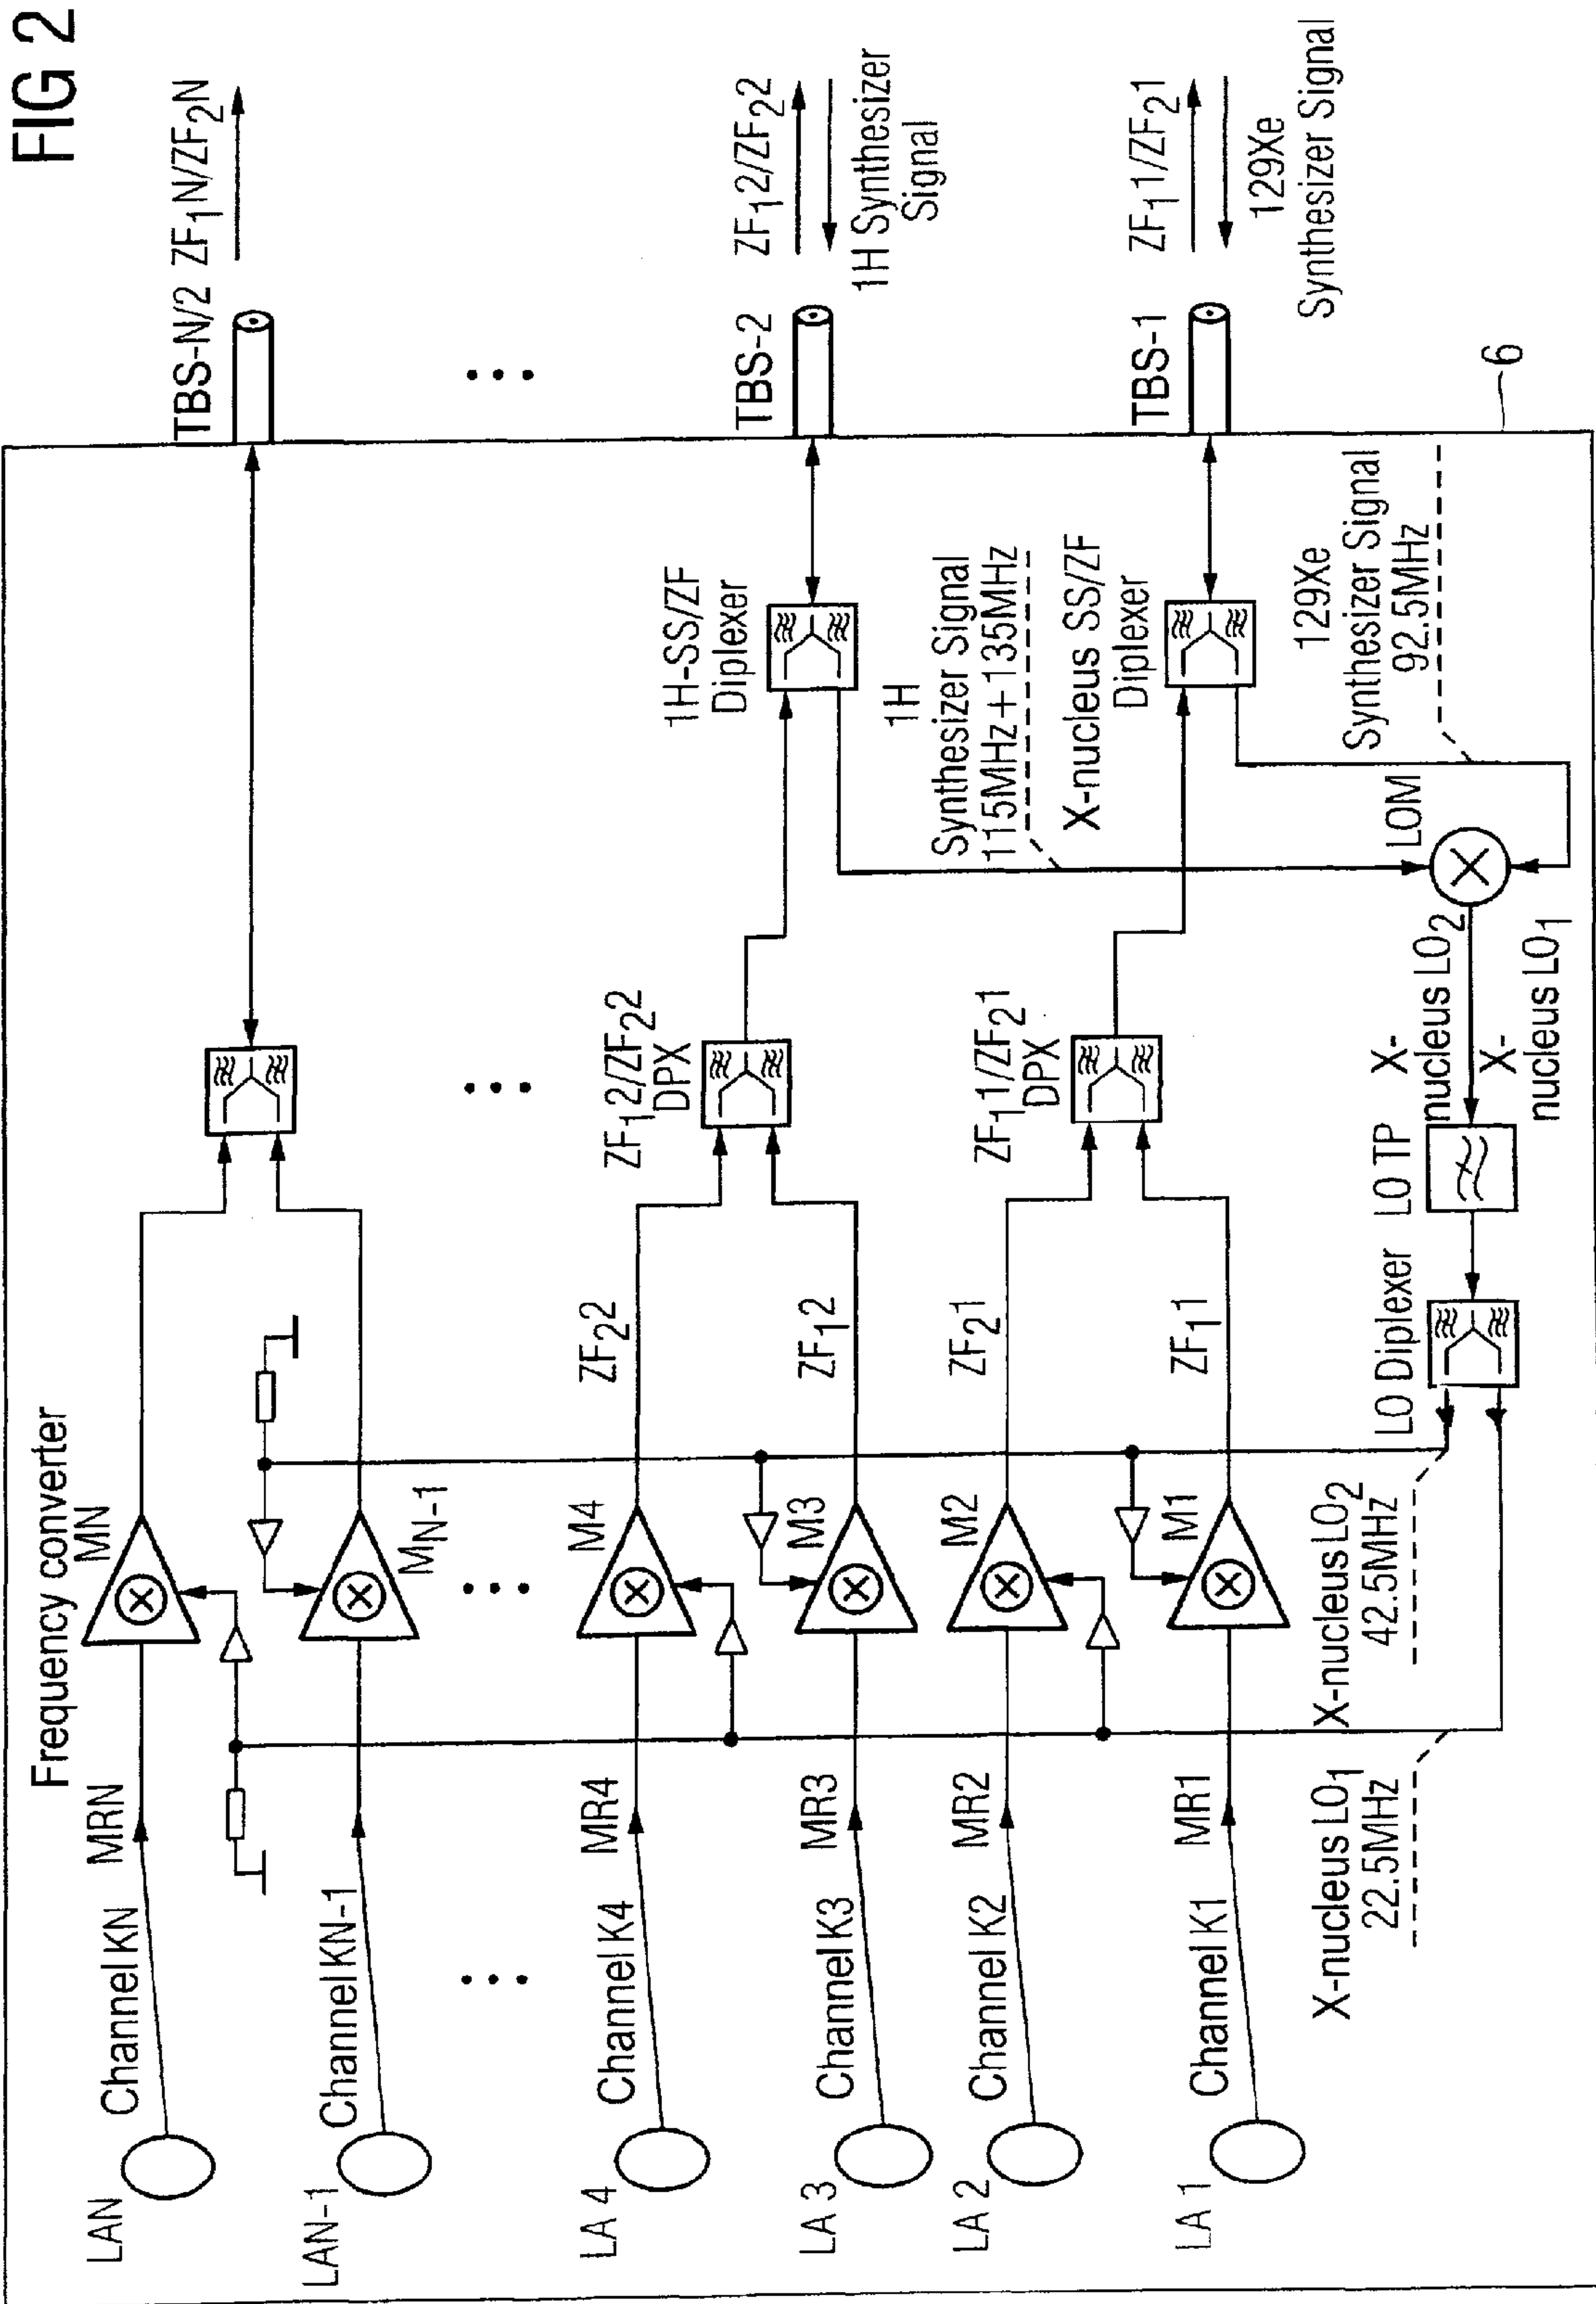 FIG 2
Frequency converter
LAN
Channel KN
MRN
MN
TBS-N/2
ZF1N/ZF2N
LAN-1
Channel KN-1
MN-1
...
...
...
...
LA 4
Channel K4
MR4
M4
ZF22
ZF12/ZF22
DPX
1H-SS/ZF
Diplexer
TBS-2
ZF12/ZF22
1H Synthesizer
Signal
LA 3
Channel K3
MR3
M3
ZF12
1H
Synthesizer Signal
115MHz+135MHz
LA 2
Channel K2
MR2
M2
ZF21
ZF11/ZF21
DPX
X-nucleus SS/ZF
Diplexer
TBS-1
ZF11/ZF21
129Xe
Synthesizer Signal
LA 1
Channel K1
MR1
M1
ZF11
129Xe
Synthesizer Signal
92.5MHz
X-nucleus LO1
22.5MHz
X-nucleus LO2
42.5MHz
LO Diplexer
LO TP
X-
nucleus LO2
X-
nucleus LO1
LOM
6